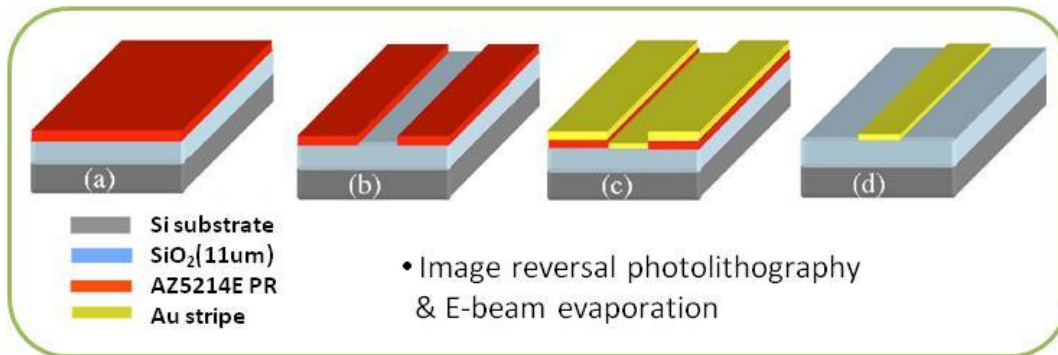 (a) (b) (c) (d)
Si substrate
SiO₂(11um)
AZ5214E PR
Au stripe
• Image reversal photolithography
& E-beam evaporation